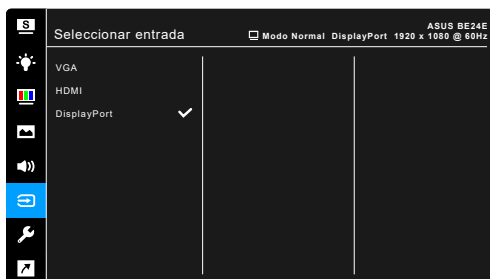 S
ASUS BE24E
Seleccionar entrada
Modo Normal DisplayPort 1920 x 1080 @ 60Hz
VGA
HDMI
DisplayPort